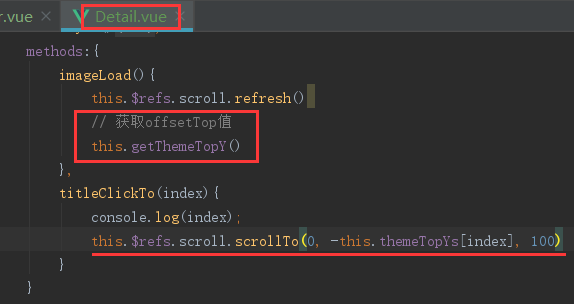 r.vue × Detail.vue ×
methods:{
imageLoad(){
this.$refs.scroll.refresh()
// 获取offsetTop值
this.getThemeTopY()
},
titleClickTo(index){
console.log(index);
this.$refs.scroll.scrollTo(0, -this.themeTopYs[index], 100)
}
}